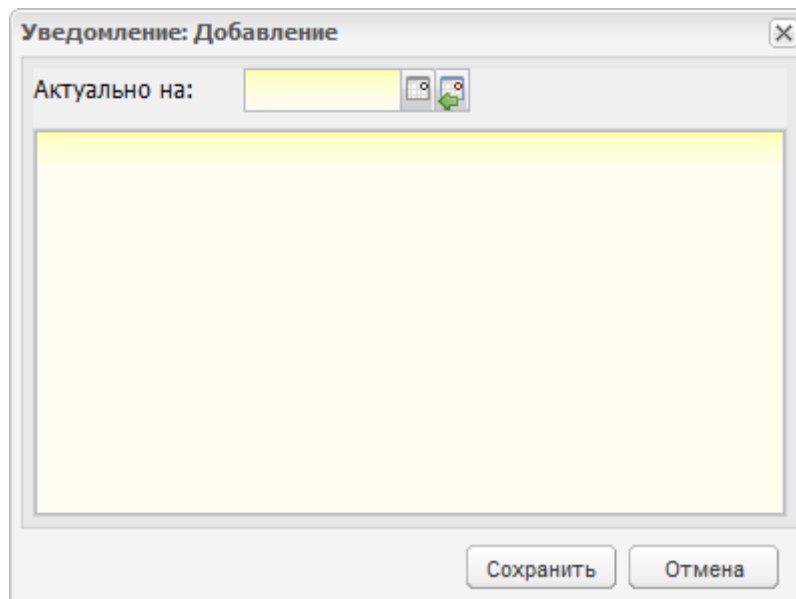 Уведомление: Добавление
Актуально на:
Сохранить
Отмена